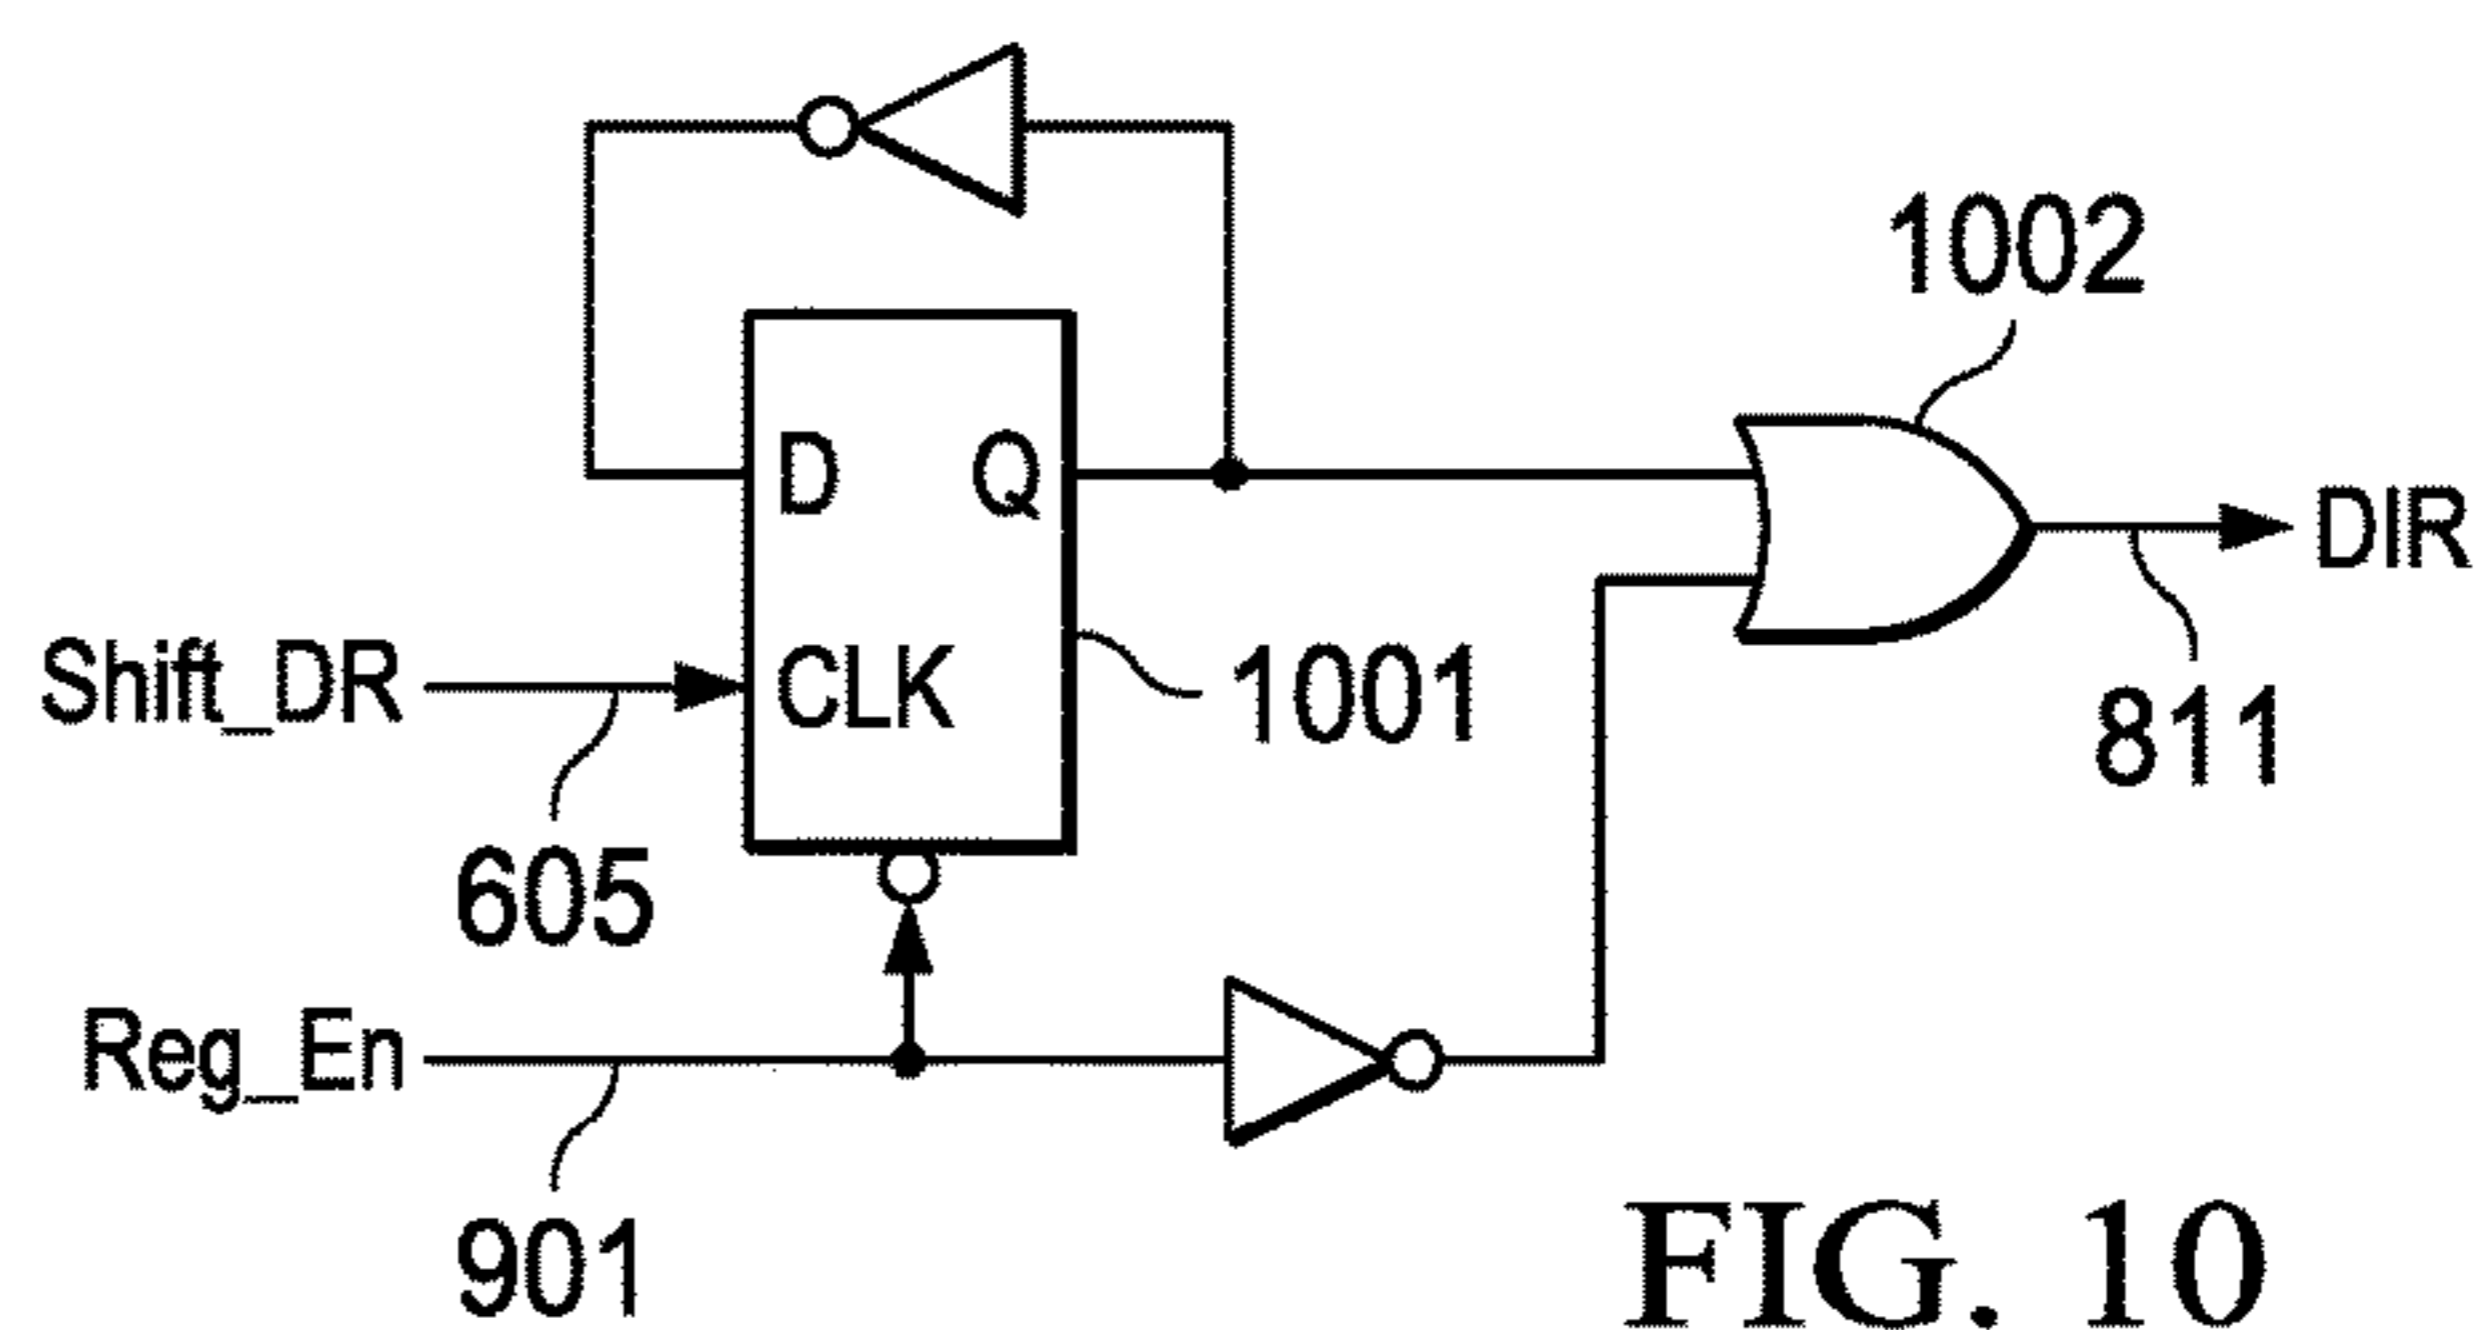 1002
D Q
DIR
Shift_DR
CLK
1001
811
605
Reg_En
901
FIG. 10